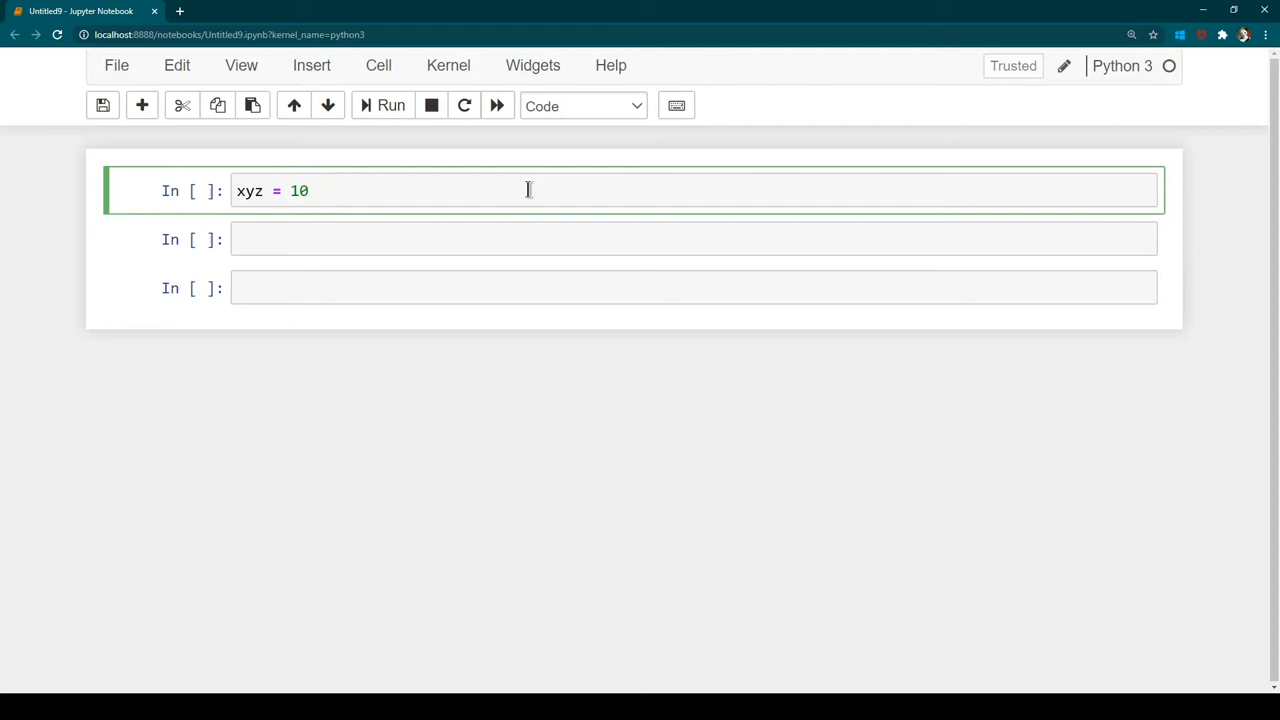 Untitled9 - Jupyter Notebook
localhost:8888/notebooks/Untitled9.ipynb?kernel_name=python3
File Edit View Insert Cell Kernel Widgets Help Trusted Python 3
Run Code
In [ ]: xyz = 10
In [ ]:
In [ ]: